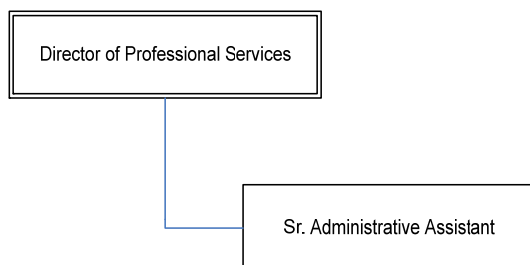 Director of Professional Services
Sr. Administrative Assistant